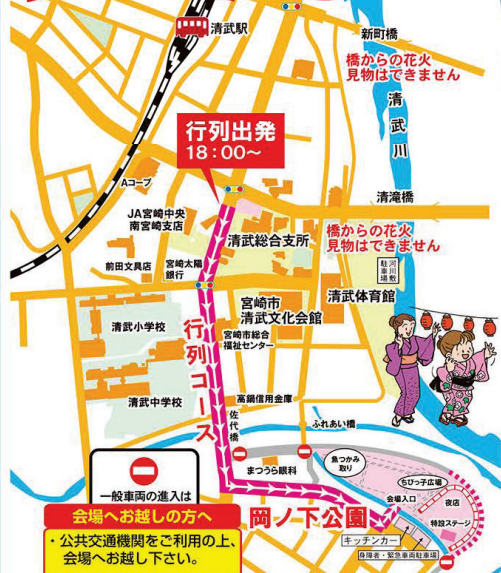 清武駅
新町橋
橋からの花火
見物はできません
清武川
行列出発
18:00～
Aコープ
清滝橋
JA宮崎中央
南宮崎支店
清武総合支所
橋からの花火
見物はできません
前田文具店
宮崎太陽
銀行
河川敷
駐車場
清武体育館
宮崎市
清武文化会館
清武小学校
行列コース
宮崎市総合
福祉センター
清武中学校
高鍋信用金庫
佐代橋
ふれあい橋
まつうら眼科
魚つかみ
取り
ちびっ子広場
会場入口
夜店
特設ステージ
一般車両の進入は
岡ノ下公園
キッチンカー
身障者・緊急車両駐車場
会場へお越しの方へ
・公共交通機関をご利用の上、
会場へお越し下さい。